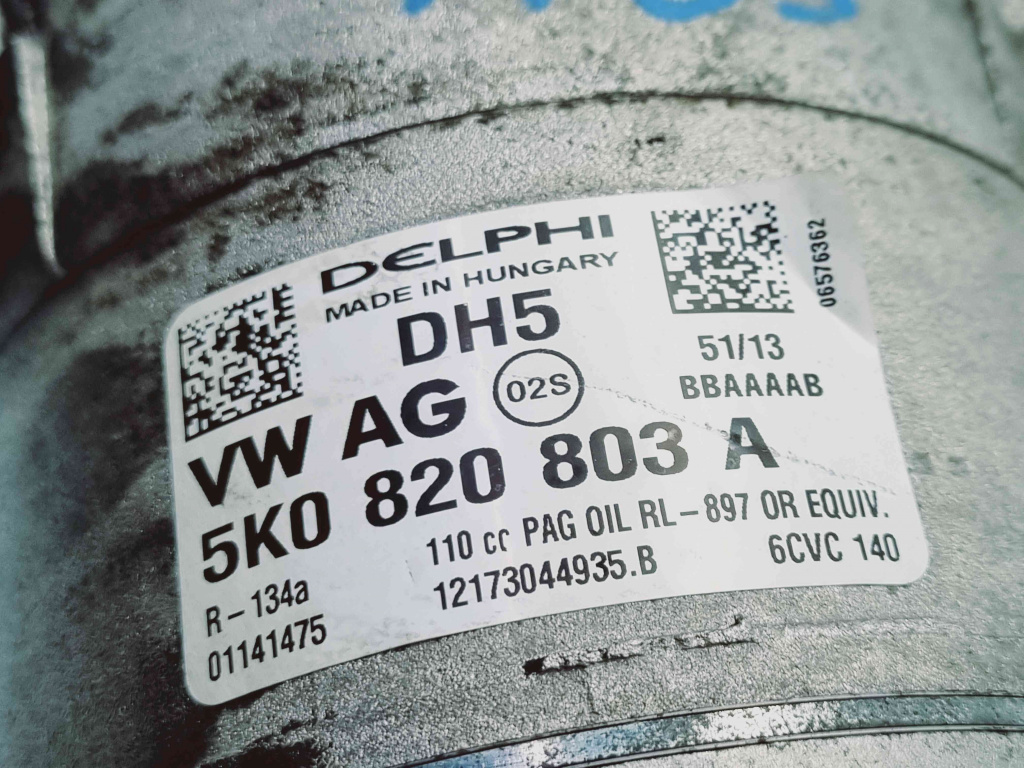 DELPHI
MADE IN HUNGARY
DH5
06576362
51/13
BBAAAAB
VW AG 02S
5K0 820 803 A
110 cc PAG OIL RL-897 OR EQUIV.
R-134a 12173044935.B 6CVC 140
01141475